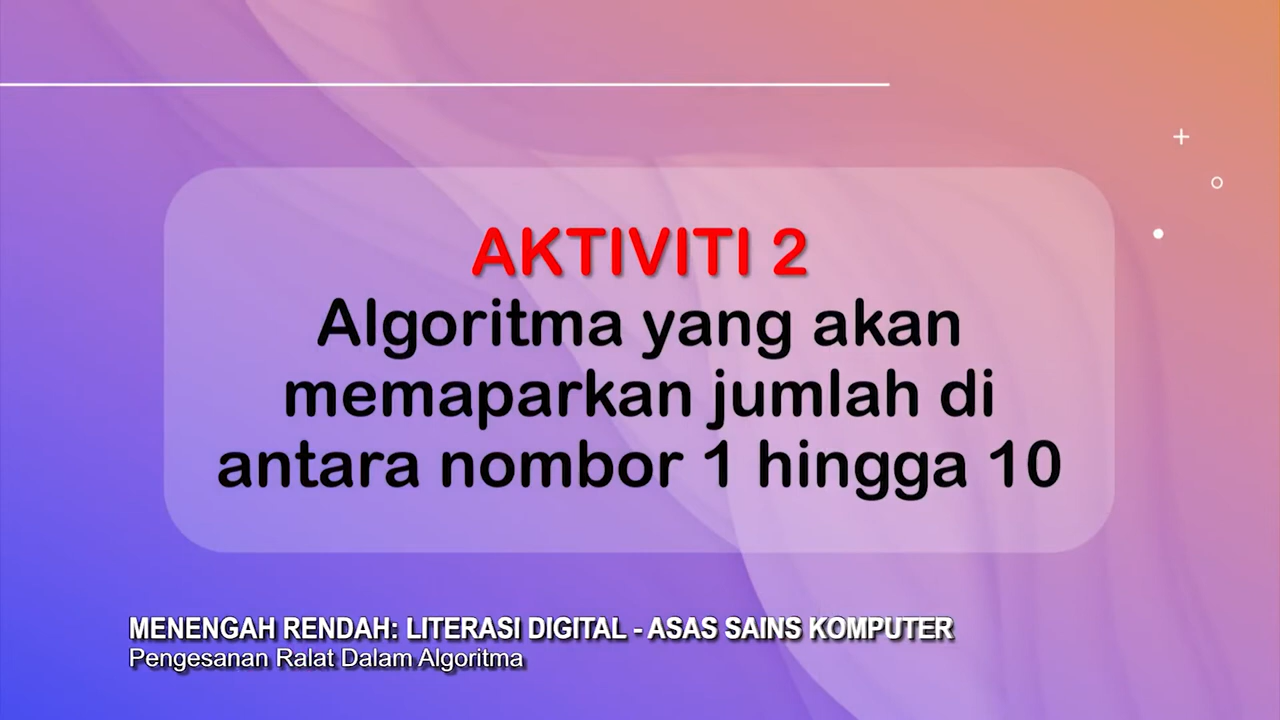 AKTIVITI 2
Algoritma yang akan
memaparkan jumlah di
antara nombor 1 hingga 10
MENENGAH RENDAH: LITERASI DIGITAL - ASAS SAINS KOMPUTER
Pengesanan Ralat Dalam Algoritma